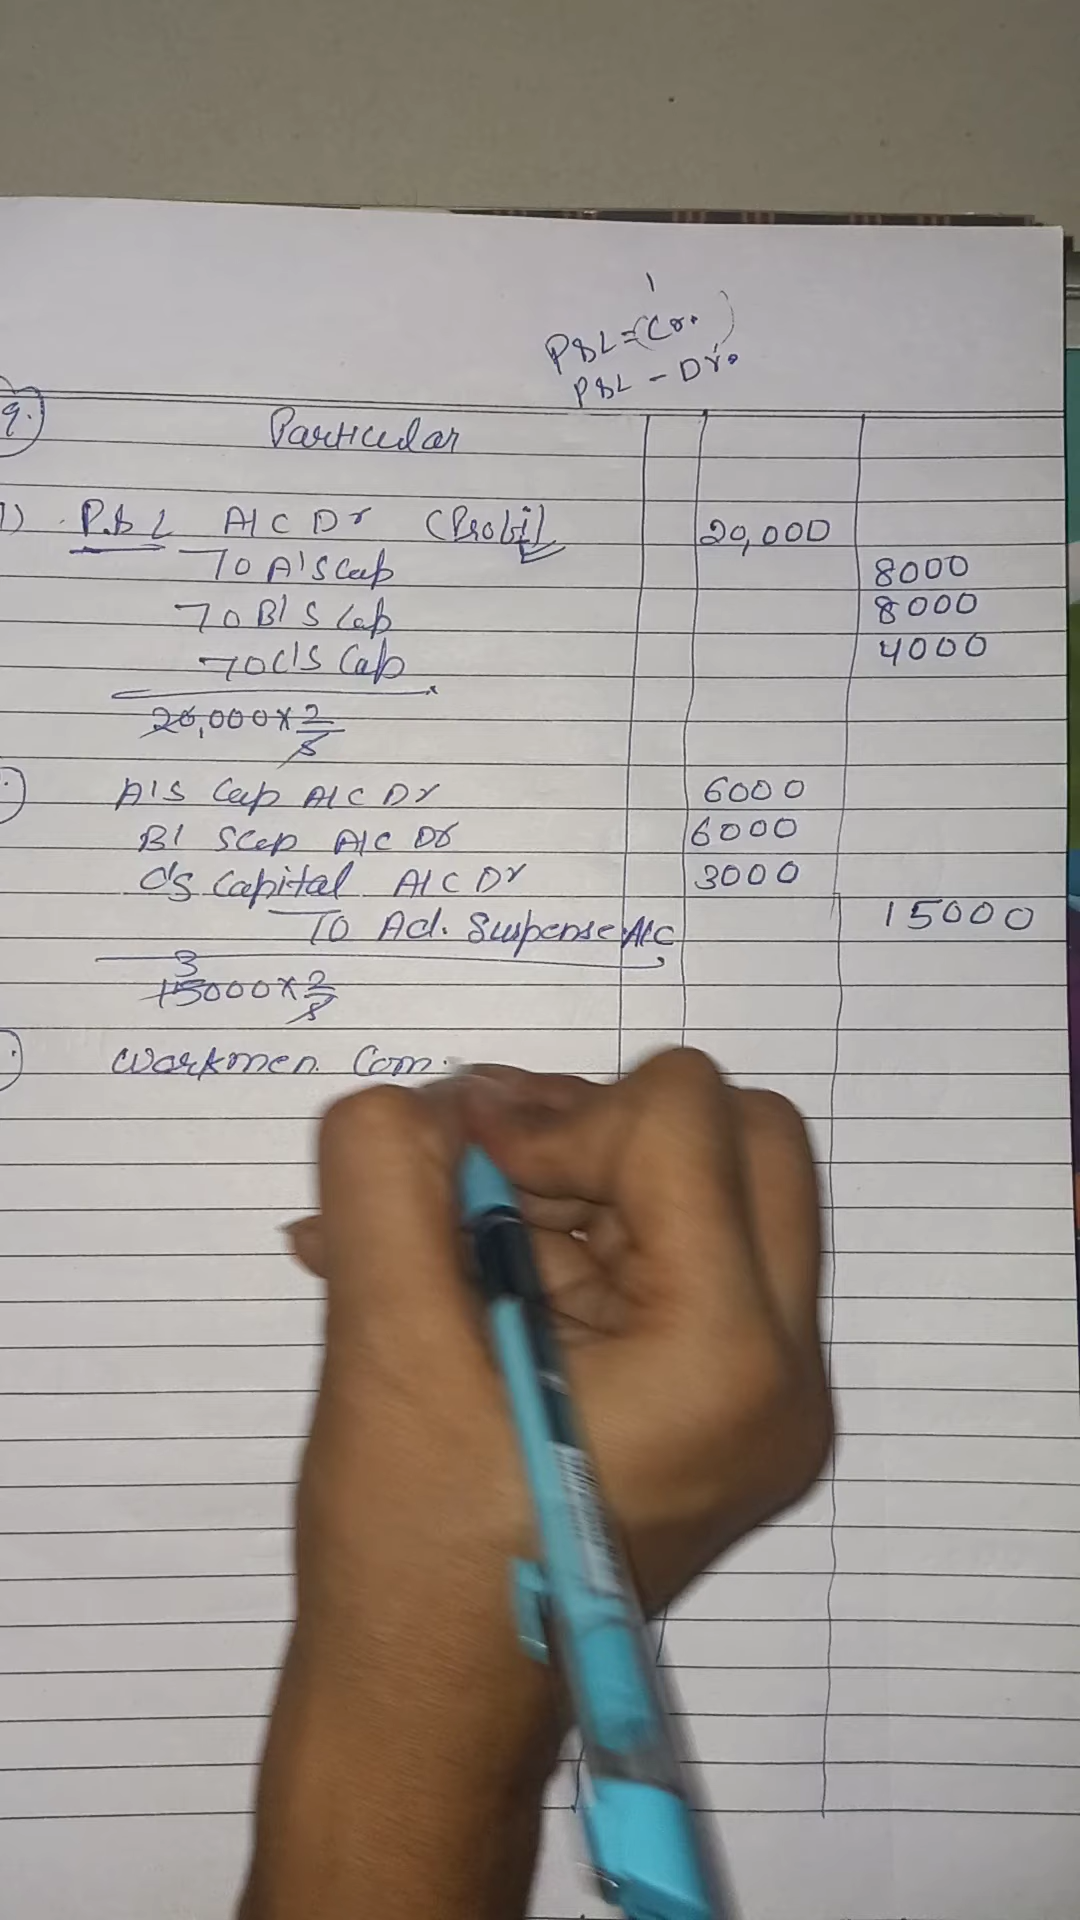 P&L = (Cr.)
P&L - Dr.
9.
Particular
1) P.&L A/C Dr (Profit) 20,000
To A's Cap 8000
To B's Cap 8000
To C's Cap 4000
20,000 × 2/5
A's Cap A/C Dr 6000
B's Cap A/C Dr 6000
C's Capital A/C Dr 3000
To Ad. Suspense A/C 15000
3
15000 × 2/5
Workmen Com.